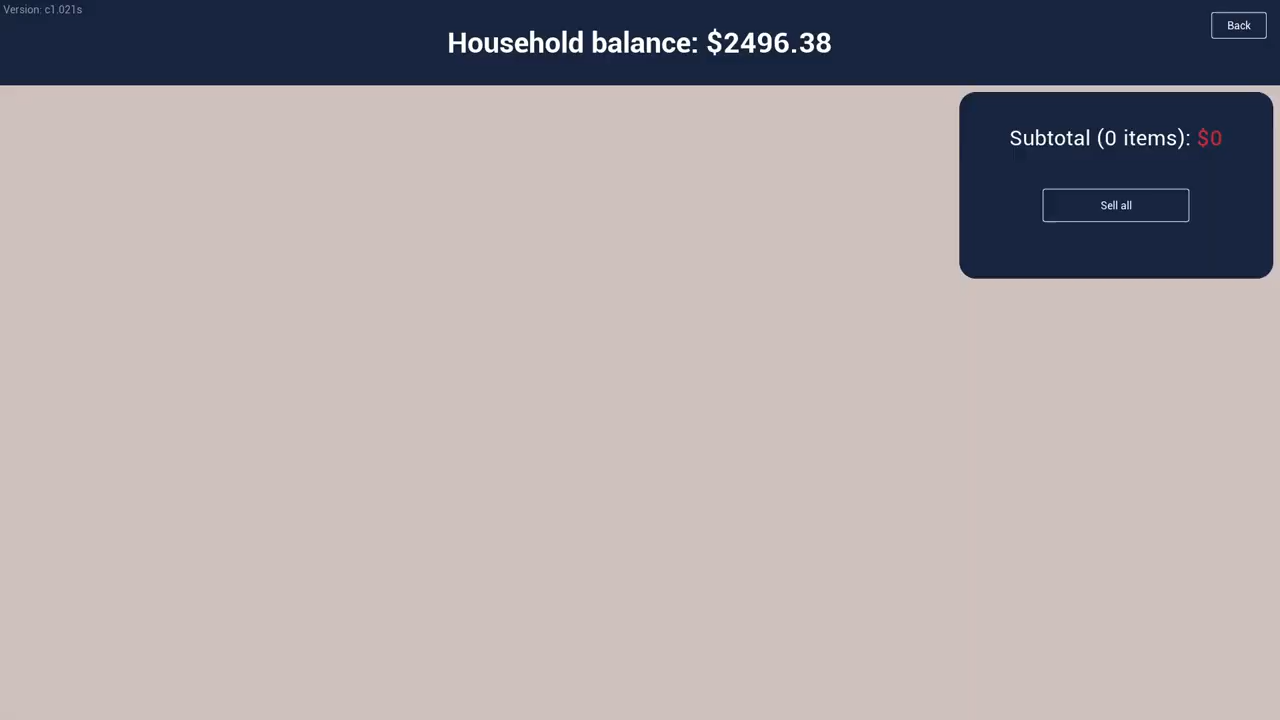 Version: c1.021s
Household balance: $2496.38
Back
Subtotal (0 items): $0
Sell all